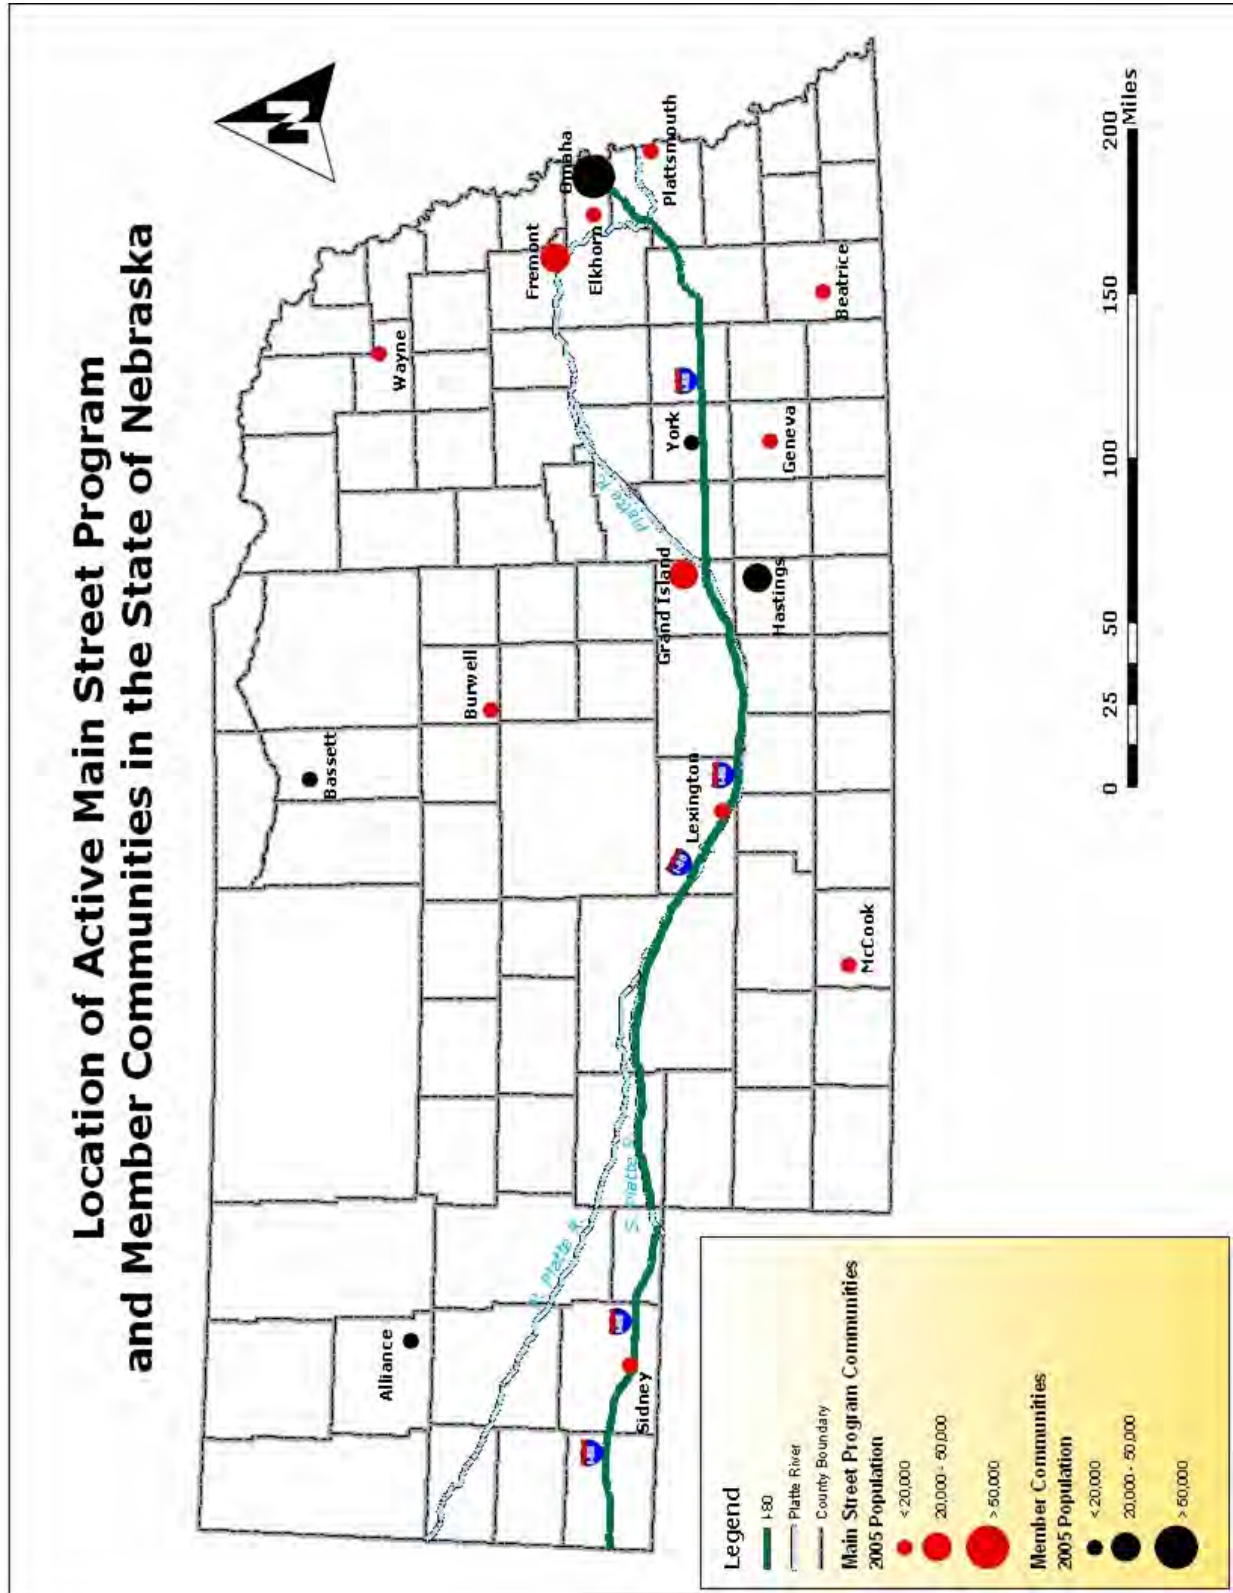 Location of Active Main Street Program
and Member Communities in the State of Nebraska
N
Alliance
Bassett
Burwell
Wayne
Fremont
Omaha
Elkhorn
Plattsmouth
Platte R.
N. Platte R.
S. Platte R.
Sidney
Lexington
Grand Island
York
Hastings
Geneva
Beatrice
McCook
Legend
I-80
Platte River
County Boundary
Main Street Program Communities
2005 Population
< 20,000
20,000 - 50,000
> 50,000
Member Communities
2005 Population
< 20,000
20,000 - 50,000
> 50,000
0 25 50 100 150 200
Miles